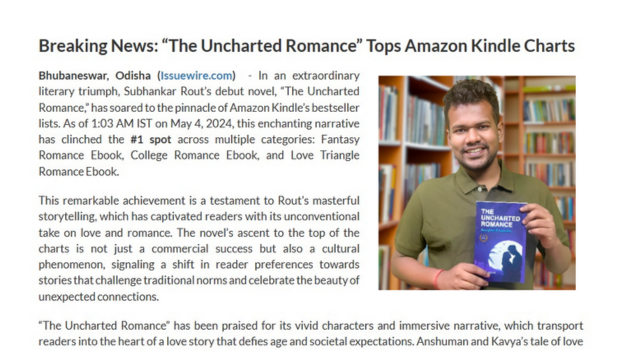 Breaking News: “The Uncharted Romance” Tops Amazon Kindle Charts
Bhubaneswar, Odisha (Issuewire.com) - In an extraordinary
literary triumph, Subhankar Rout’s debut novel, “The Uncharted
Romance,” has soared to the pinnacle of Amazon Kindle’s bestseller
lists. As of 1:03 AM IST on May 4, 2024, this enchanting narrative
has clinched the #1 spot across multiple categories: Fantasy
Romance Ebook, College Romance Ebook, and Love Triangle
Romance Ebook.
This remarkable achievement is a testament to Rout’s masterful
storytelling, which has captivated readers with its unconventional
take on love and romance. The novel’s ascent to the top of the
charts is not just a commercial success but also a cultural
phenomenon, signaling a shift in reader preferences towards
stories that challenge traditional norms and celebrate the beauty of
unexpected connections.
THE
UNCHARTED
ROMANCE
“The Uncharted Romance” has been praised for its vivid characters and immersive narrative, which transport
readers into the heart of a love story that defies age and societal expectations. Anshuman and Kavya’s tale of love